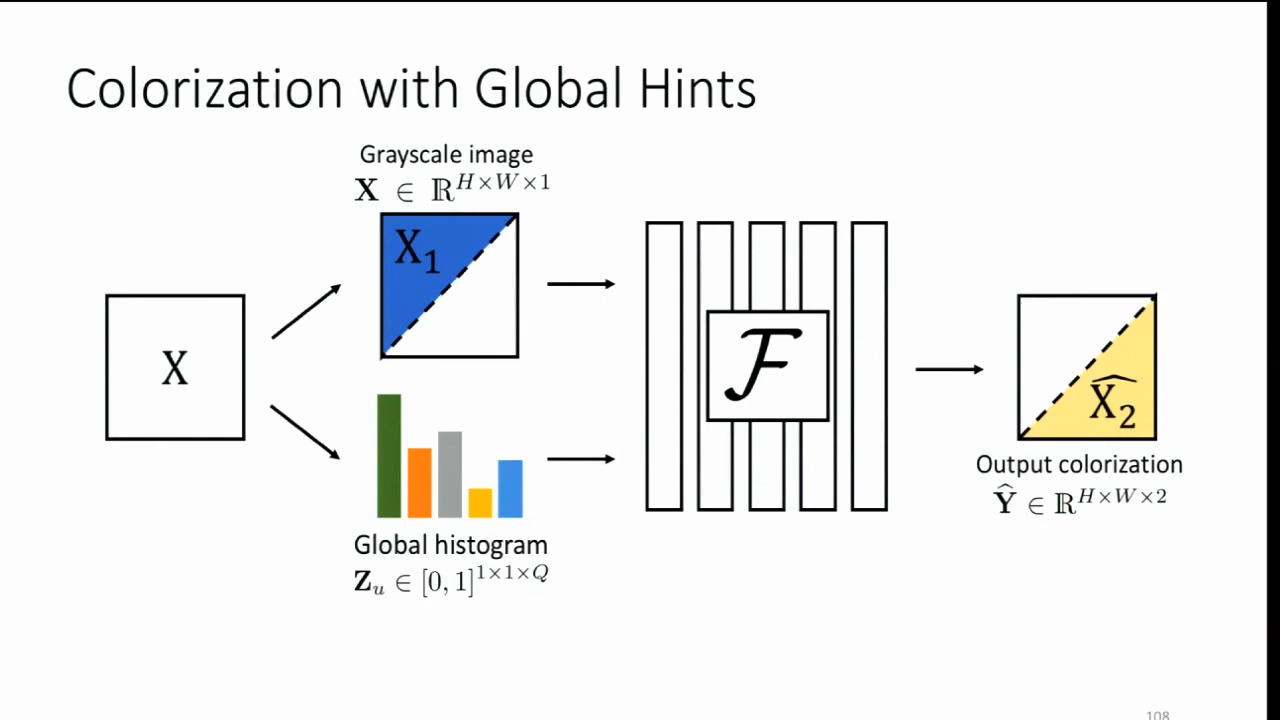 Colorization with Global Hints
Grayscale image
X ∈ ℝ^{H×W×1}
X₁
X
ℱ
X̂₂
Output colorization
Ŷ ∈ ℝ^{H×W×2}
Global histogram
Z_u ∈ [0, 1]^{1×1×Q}
108